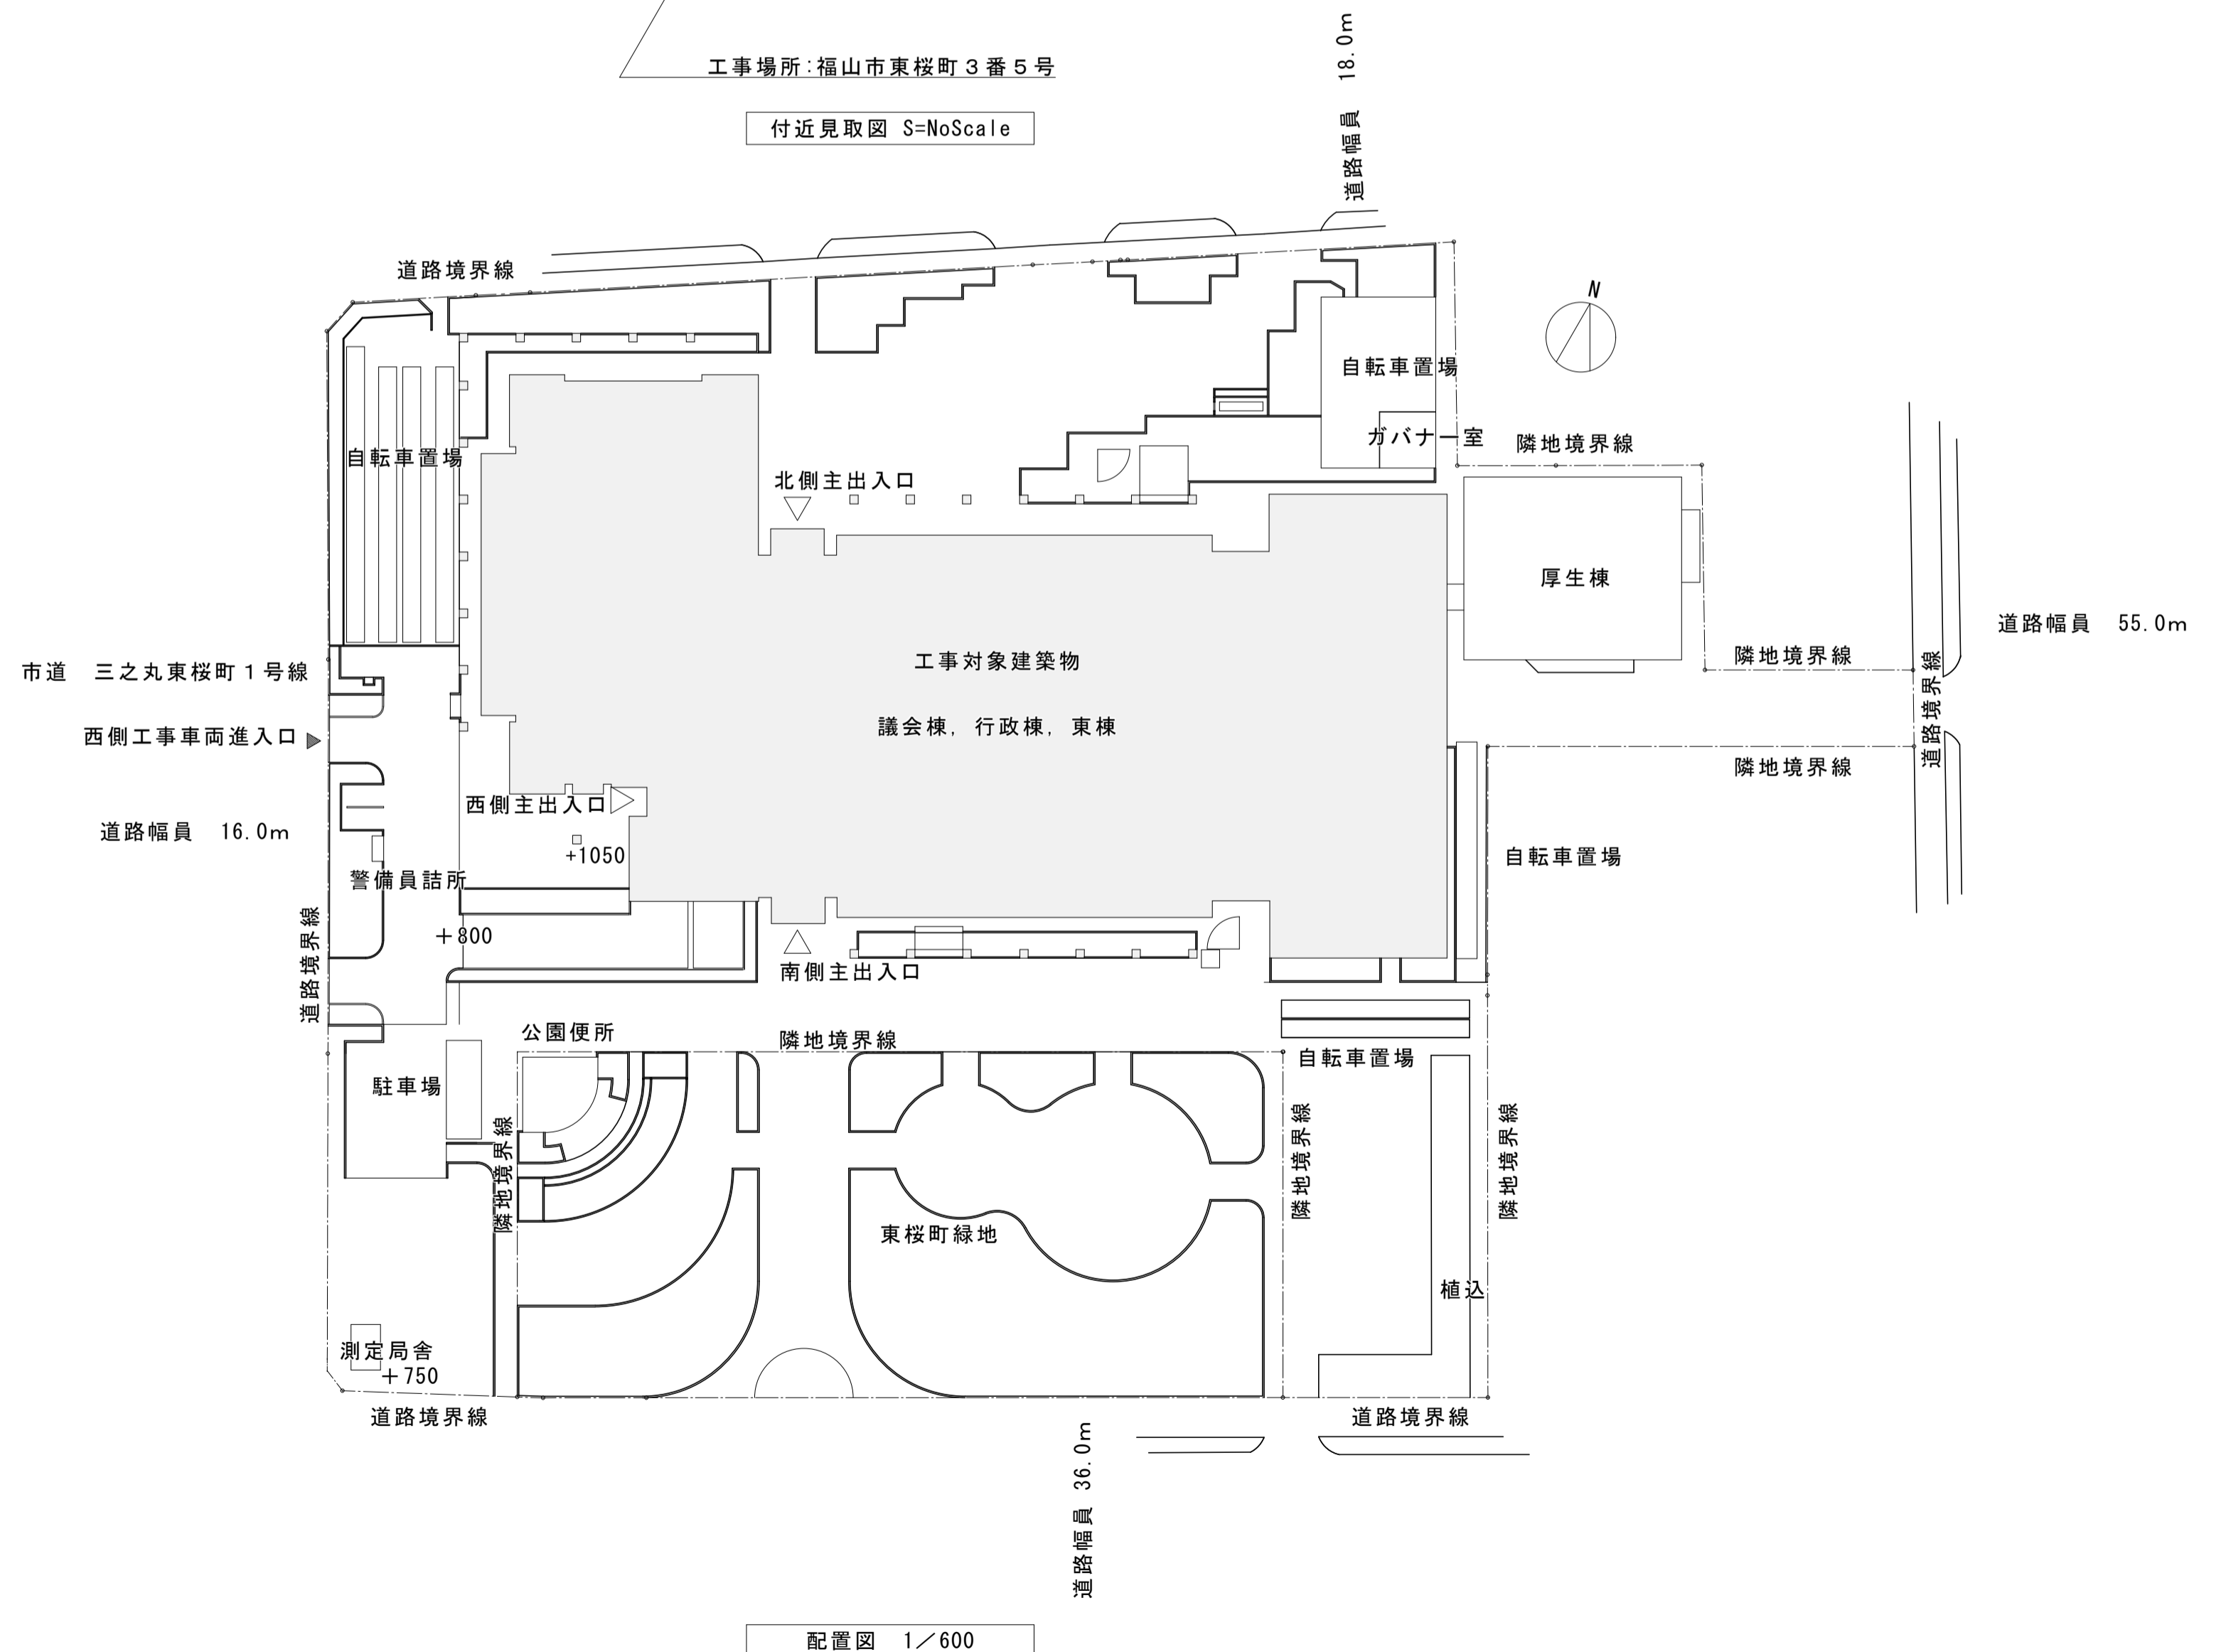 道路幅員　18.0m
工事場所:福山市東桜町３番５号
付近見取図 S=NoScale
道路境界線
N
自転車置場
ガバナー室
隣地境界線
自転車置場
北側主出入口
厚生棟
道路幅員　55.0m
隣地境界線
道路境界線
工事対象建築物
市道　三之丸東桜町１号線
議会棟，行政棟，東棟
西側工事車両進入口
隣地境界線
西側主出入口
道路幅員　16.0m
+1050
自転車置場
警備員詰所
＋800
道路境界線
南側主出入口
公園便所
隣地境界線
自転車置場
駐車場
隣地境界線
隣地境界線
隣地境界線
東桜町緑地
植込
測定局舎
＋750
道路境界線
道路境界線
道路幅員 36.0m
配置図　1／600